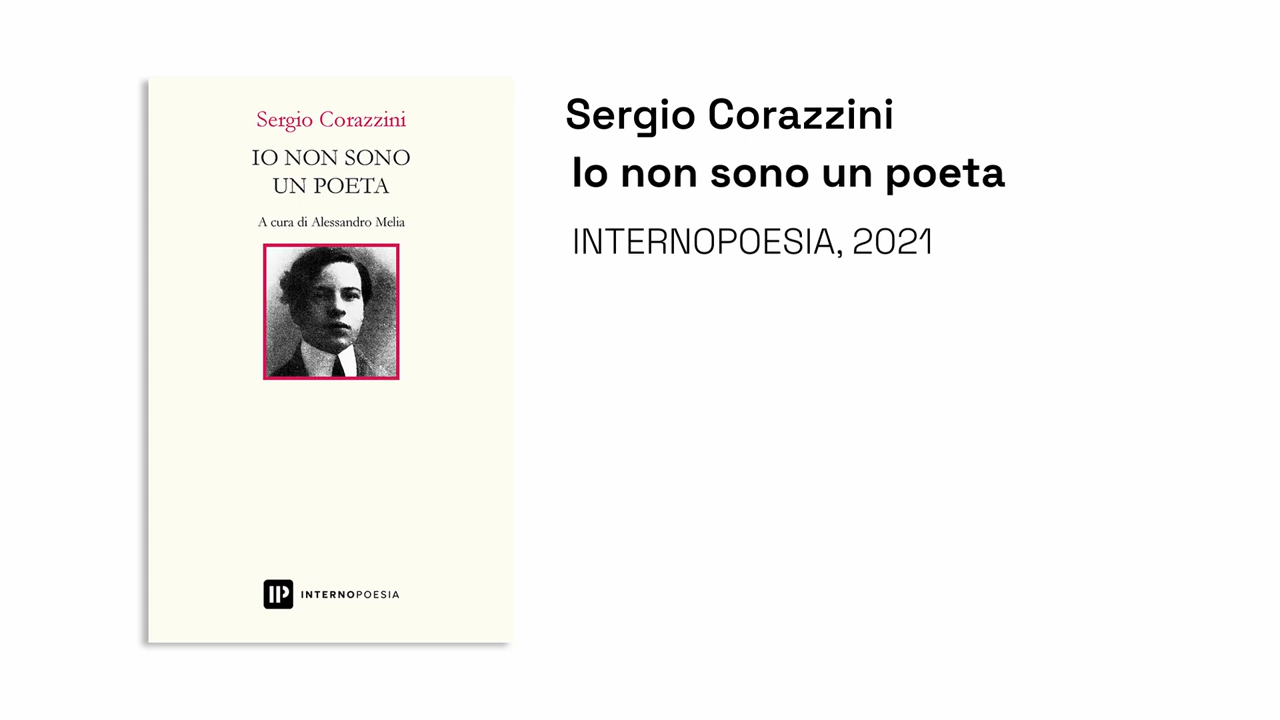 Sergio Corazzini
IO NON SONO
UN POETA
A cura di Alessandro Melia
IP INTERNOPOESIA
Sergio Corazzini
Io non sono un poeta
INTERNOPOESIA, 2021